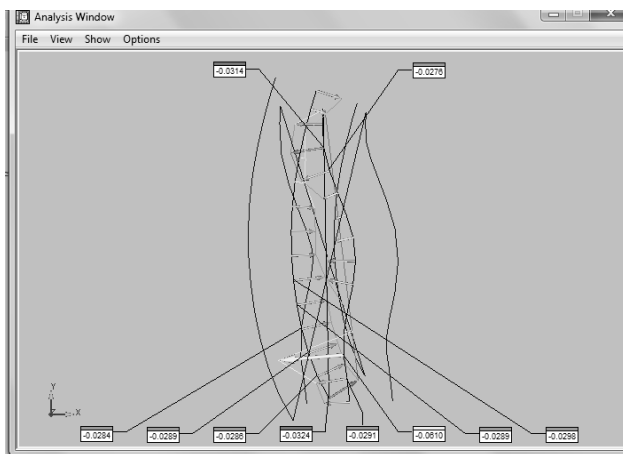 Analysis Window
File View Show Options
-0.0314 -0.0276
Y
Z X
-0.0284 -0.0289 -0.0286 -0.0324 -0.0291 -0.0610 -0.0289 -0.0298